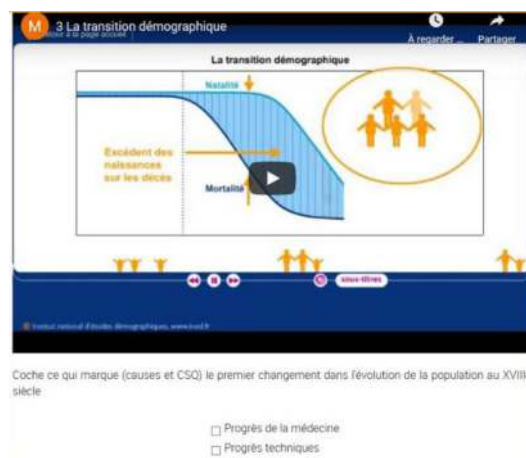 M 3 La transition démographique
À regarder ...
Partager
La transition démographique
Natalité
Excédent des
naissances
sur les décès
Mortalité
sous-titres
Institut national d'études démographiques, www.ined.fr
Coche ce qui marque (causes et CSQ) le premier changement dans l'évolution de la population au XVIII
siècle
Progrès de la médecine
Progrès techniques